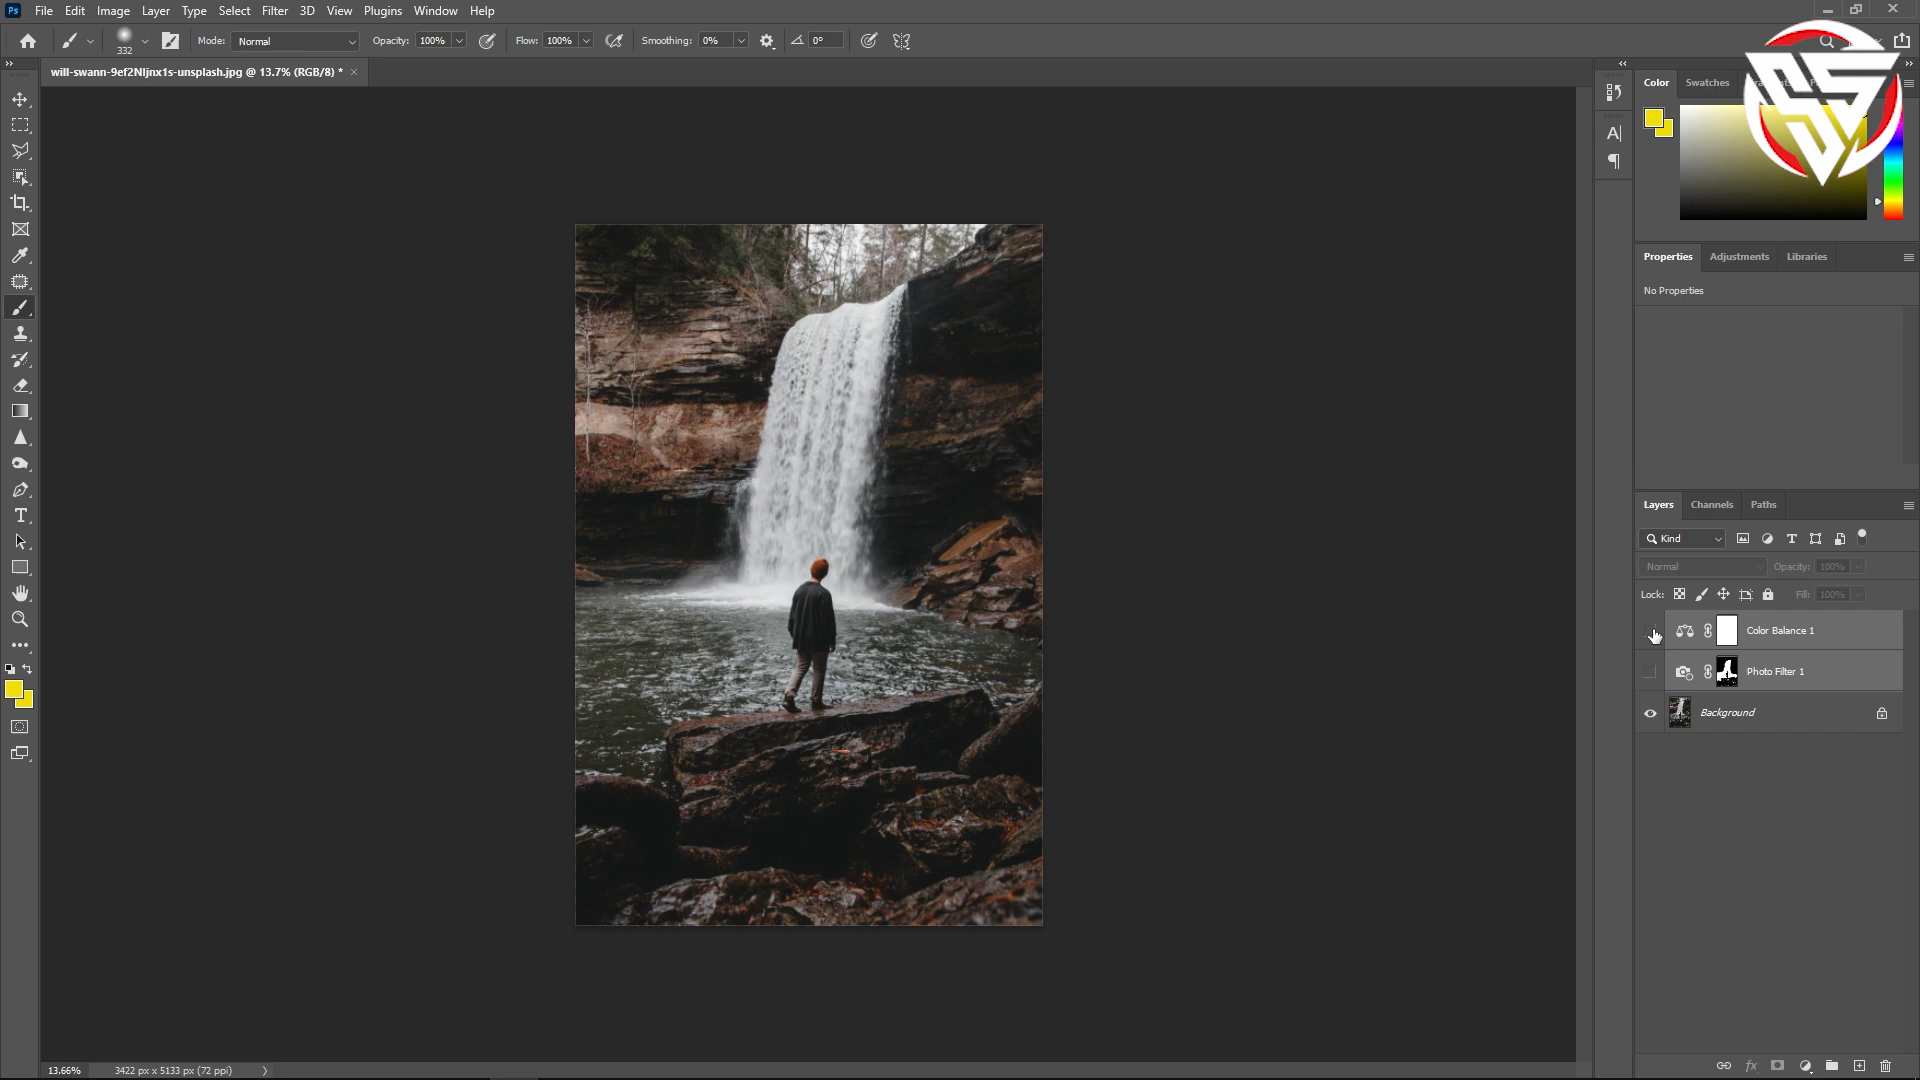 Ps File Edit Image Layer Type Select Filter 3D View Plugins Window Help
332 Mode: Normal Opacity: 100% Flow: 100% Smoothing: 0% 0°
will-swann-9ef2NIjnx1s-unsplash.jpg @ 13.7% (RGB/8) * ×
Color Swatches
Properties Adjustments Libraries
No Properties
Layers Channels Paths
Kind
Normal Opacity: 100%
Lock: Fill: 100%
Color Balance 1
Photo Filter 1
Background
13.66% 3422 px x 5133 px (72 ppi)